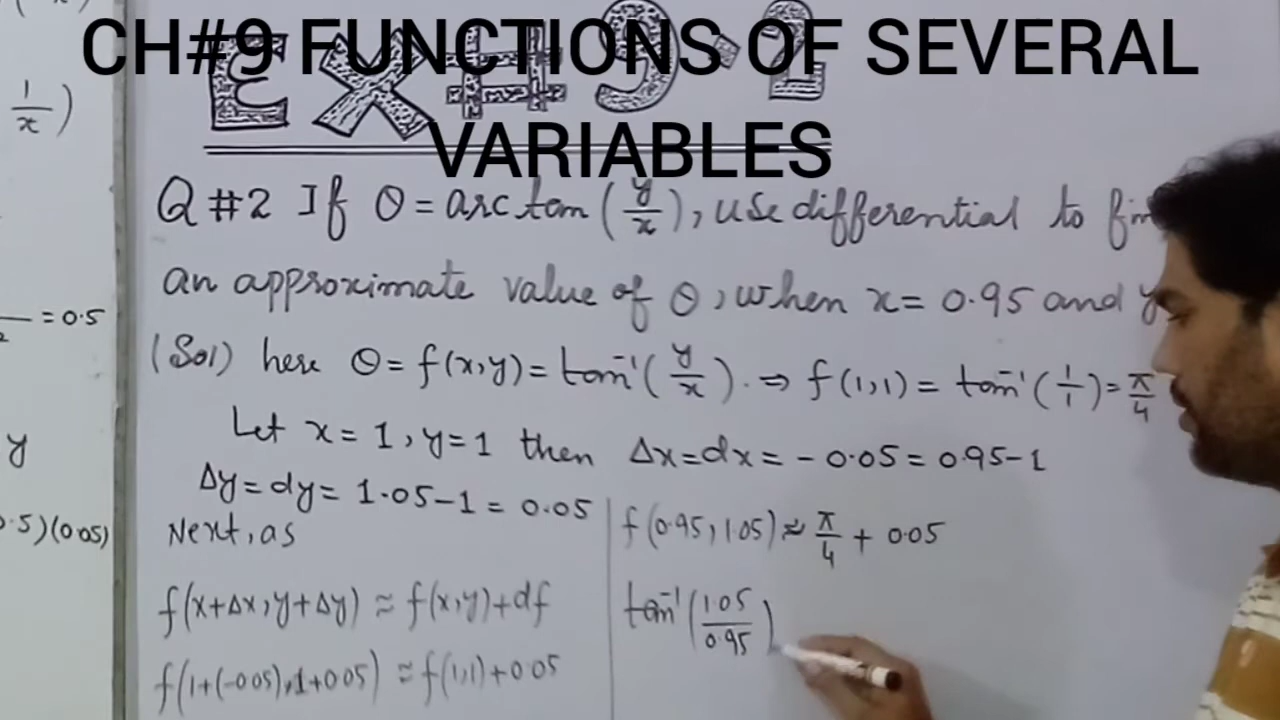 CH#9 FUNCTIONS OF SEVERAL
VARIABLES
EX# 9.2
1/x)
= 0.5
y
0.5)(0.05)
Q #2 If θ = arc tan (y/x), use differential to
an approximate value of θ, when x = 0.95 and y
(Sol) here θ = f(x,y) = tan⁻¹(y/x). ⇒ f(1,1) = tan⁻¹(1/1) = π/4
Let x = 1, y = 1 then Δx = dx = -0.05 = 0.95-1
Δy = dy = 1.05-1 = 0.05
Next, as
f(x+Δx, y+Δy) ≈ f(x,y)+df
f(1+(-0.05), 1+0.05) ≈ f(1,1)+0.05
f(0.95, 1.05) ≈ π/4 + 0.05
tan⁻¹(1.05/0.95)